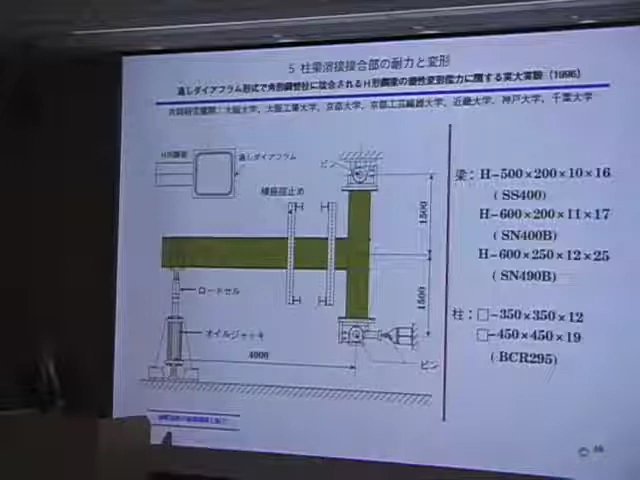 5 柱梁溶接接合部の耐力と変形
通しダイアフラム形式で角形鋼管柱に接合されるH形鋼梁の塑性変形能力に関する実大実験 (1996)
共同研究機関:大阪大学、大阪工業大学、京都大学、京都工芸繊維大学、近畿大学、神戸大学、千葉大学
H形鋼梁
通しダイアフラム
ピン
横座屈止め
1500
ロードセル
1500
オイルジャッキ
4000
ピン
梁: H-500×200×10×16
(SS400)
H-600×200×11×17
(SN400B)
H-600×250×12×25
(SN490B)
柱: □-350×350×12
□-450×450×19
(BCR295)